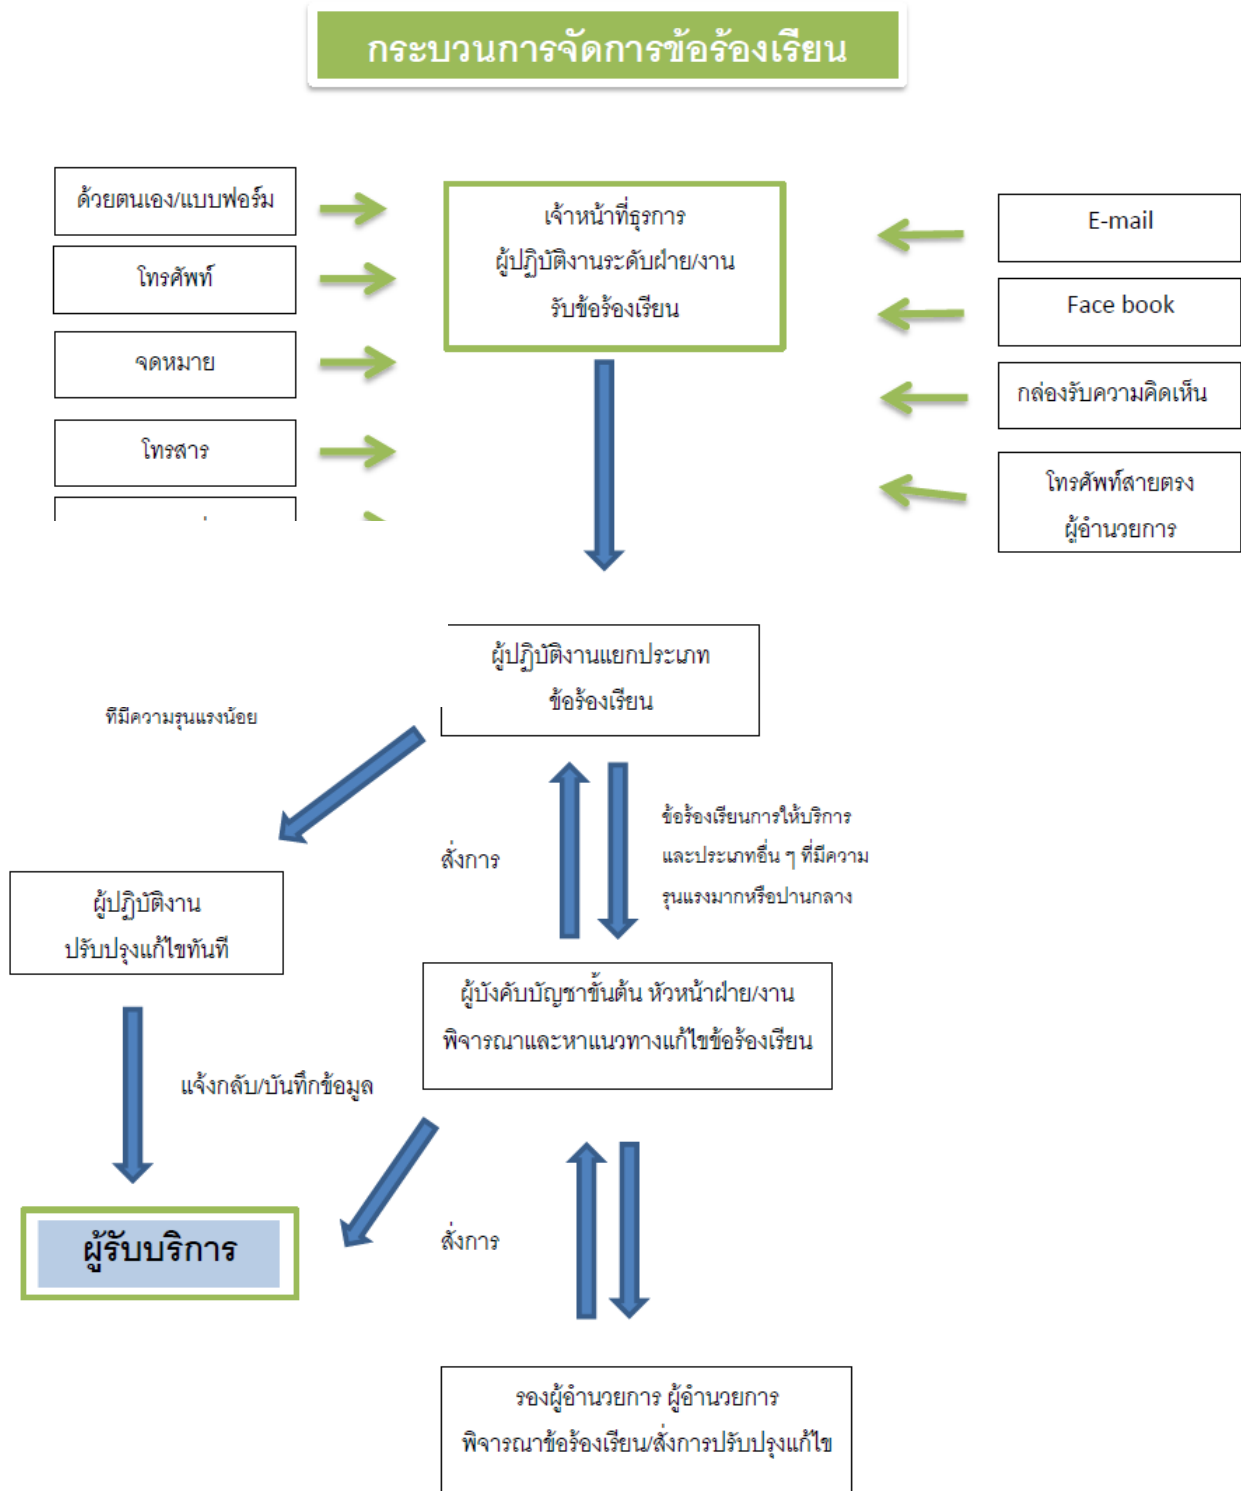 กระบวนการจัดการข้อร้องเรียน
ด้วยตนเอง/แบบฟอร์ม
โทรศัพท์
จดหมาย
โทรสาร
เจ้าหน้าที่ธุรการ
ผู้ปฏิบัติงานระดับฝ่าย/งาน
รับข้อร้องเรียน
E-mail
Face book
กล่องรับความคิดเห็น
โทรศัพท์สายตรง
ผู้อำนวยการ
ผู้ปฏิบัติงานแยกประเภท
ข้อร้องเรียน
ที่มีความรุนแรงน้อย
สั่งการ
ข้อร้องเรียนการให้บริการ
และประเภทอื่น ๆ ที่มีความ
รุนแรงมากหรือปานกลาง
ผู้ปฏิบัติงาน
ปรับปรุงแก้ไขทันที
ผู้บังคับบัญชาขั้นต้น หัวหน้าฝ่าย/งาน
พิจารณาและหาแนวทางแก้ไขข้อร้องเรียน
แจ้งกลับ/บันทึกข้อมูล
ผู้รับบริการ
สั่งการ
รองผู้อำนวยการ ผู้อำนวยการ
พิจารณาข้อร้องเรียน/สั่งการปรับปรุงแก้ไข